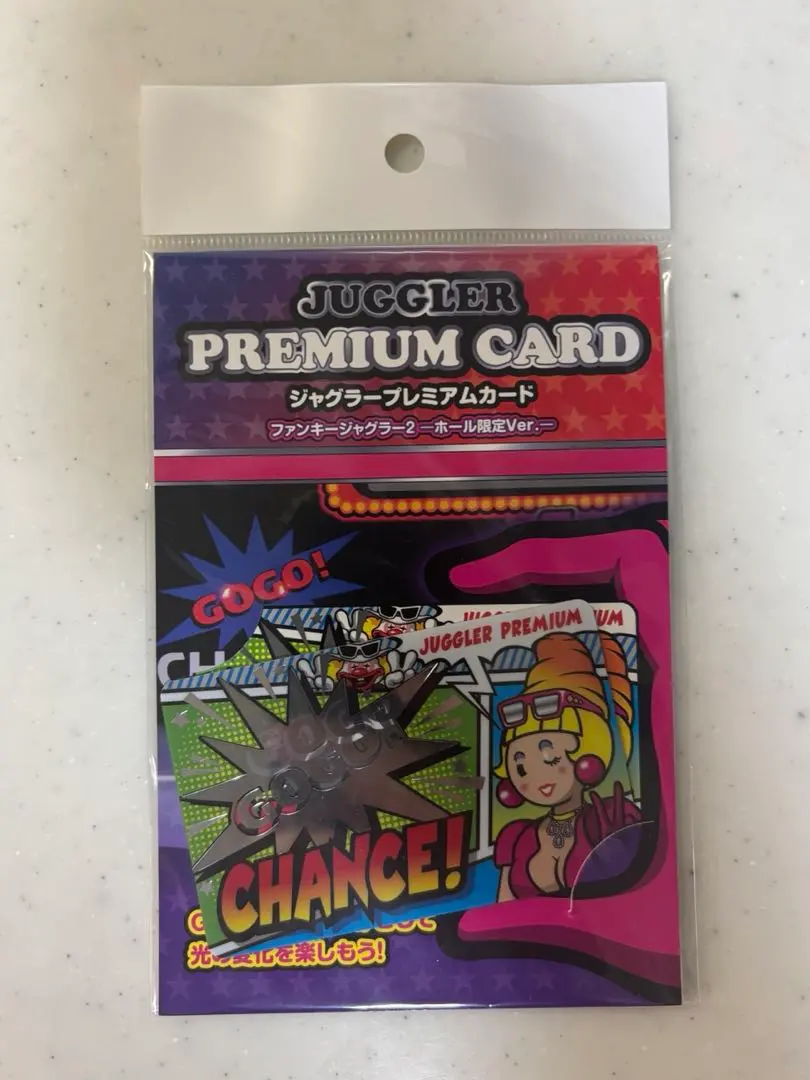 JUGGLER
PREMIUM CARD
ジャグラープレミアムカード
ファンキージャグラー2 ―ホール限定Ver.―
GOGO!
CH
JUGGLER PREMIUM
UM
GOGO!
CHANCE!
光の変化を楽しもう!